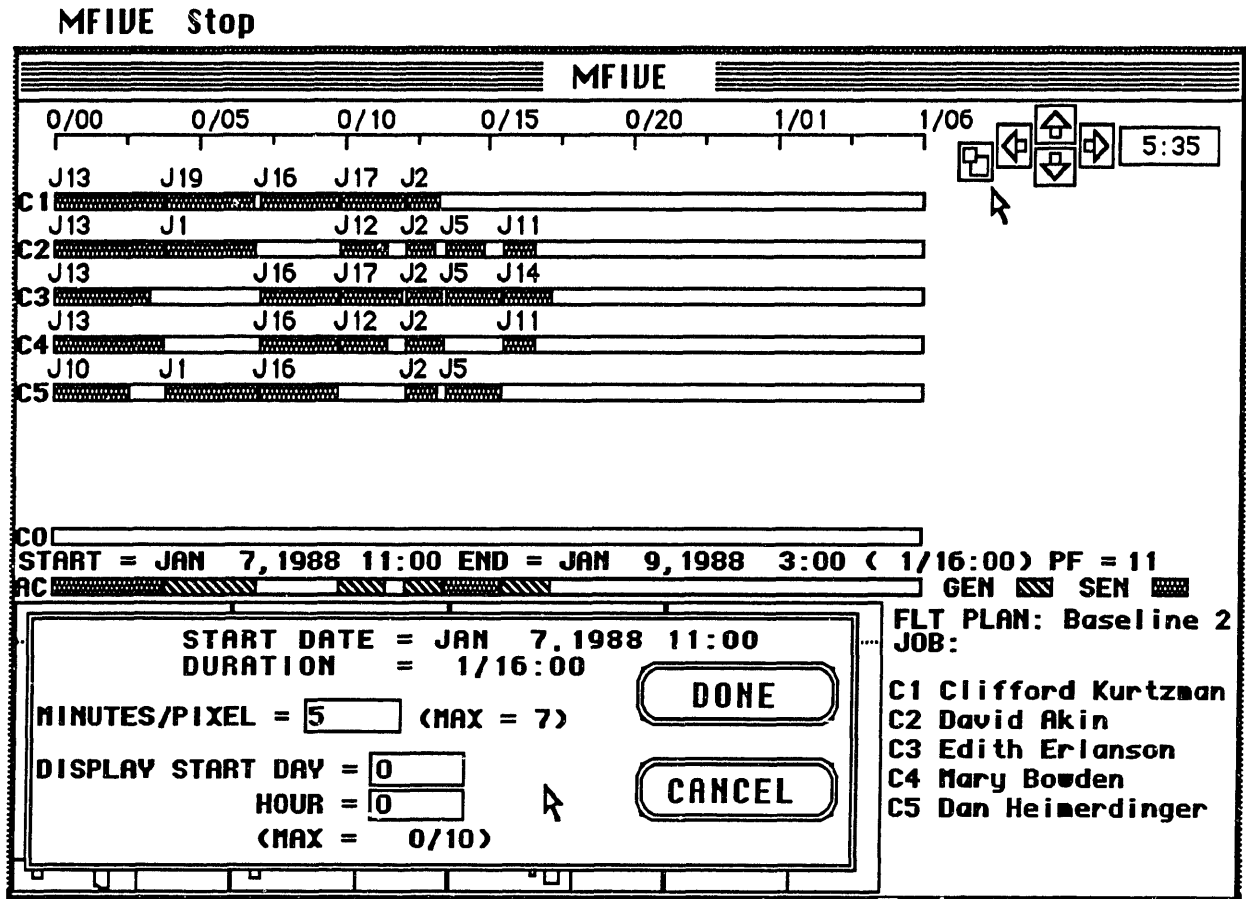 MFIVE Stop
MFIVE
0/00 0/05 0/10 0/15 0/20 1/01 1/06
5:35
J13 J19 J16 J17 J2
C1
J13 J1 J12 J2 J5 J11
C2
J13 J16 J17 J2 J5 J14
C3
J13 J16 J12 J2 J11
C4
J10 J1 J16 J2 J5
C5
C0
START = JAN 7,1988 11:00 END = JAN 9,1988 3:00 ( 1/16:00) PF = 11
AC GEN SEN
FLT PLAN: Baseline 2
JOB:
C1 Clifford Kurtzman
C2 David Akin
C3 Edith Erlanson
C4 Mary Bowden
C5 Dan Heimerdinger
START DATE = JAN 7,1988 11:00
DURATION = 1/16:00
MINUTES/PIXEL = 5 (MAX = 7)
DISPLAY START DAY = 0
HOUR = 0
(MAX = 0/10)
DONE
CANCEL